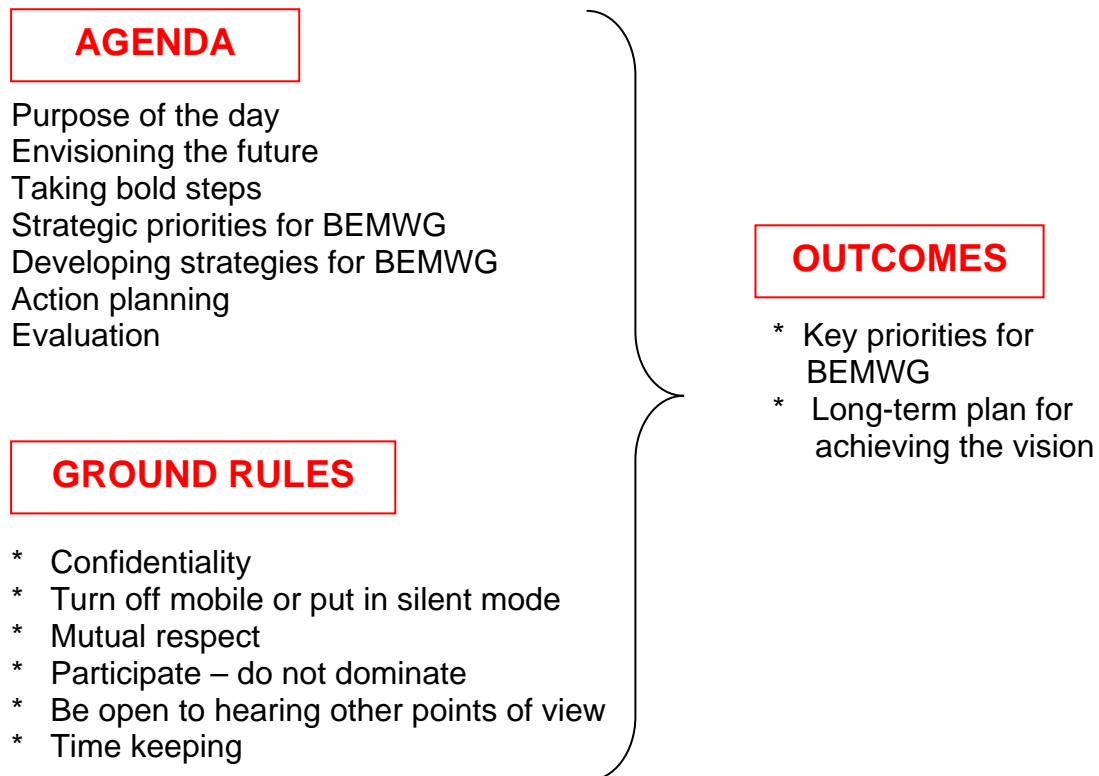 AGENDA
Purpose of the day
Envisioning the future
Taking bold steps
Strategic priorities for BEMWG
Developing strategies for BEMWG
Action planning
Evaluation
GROUND RULES
* Confidentiality
* Turn off mobile or put in silent mode
* Mutual respect
* Participate – do not dominate
* Be open to hearing other points of view
* Time keeping
OUTCOMES
* Key priorities for
BEMWG
* Long-term plan for
achieving the vision